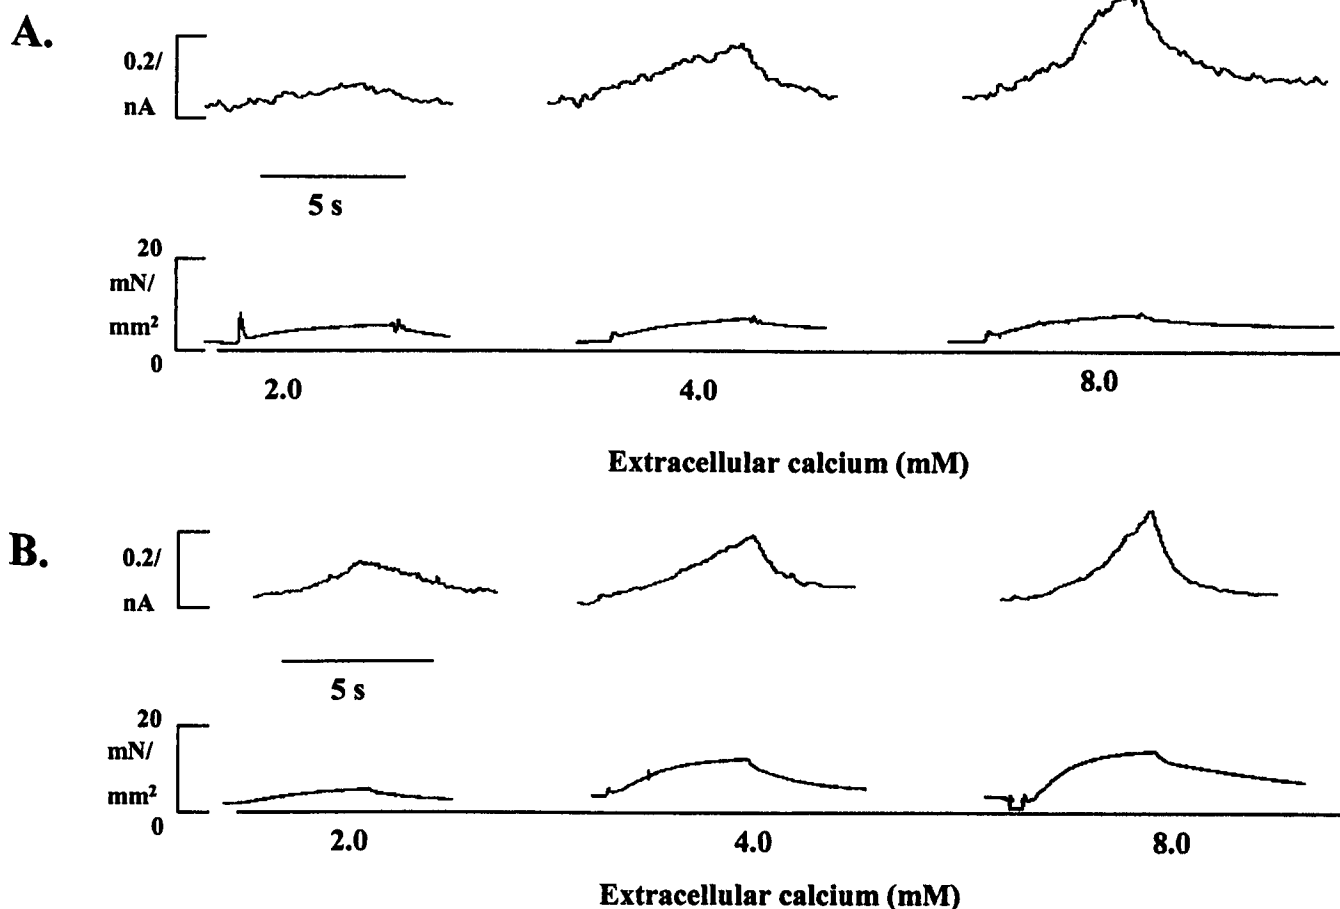 A.
0.2/
nA
5 s
20
mN/
mm²
0
2.0 4.0 8.0
Extracellular calcium (mM)
B.
0.2/
nA
5 s
20
mN/
mm²
0
2.0 4.0 8.0
Extracellular calcium (mM)